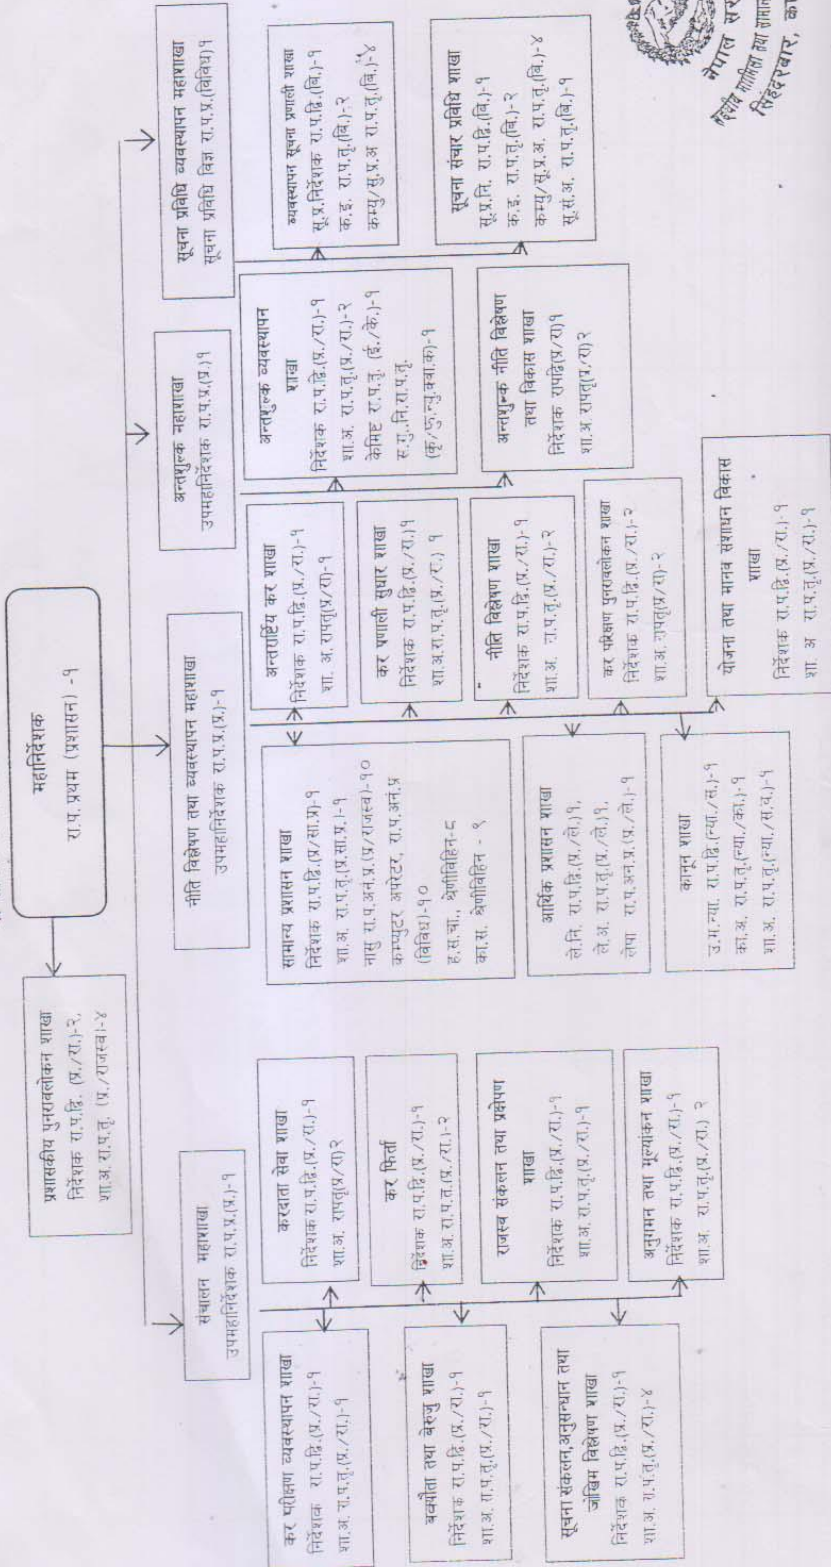 महानिर्देशक
रा.प. प्रथम (प्रशासन) -१
प्रशासकीय पुनरावलोकन शाखा
निर्देशक रा.प.द्वि. (प्र./रा.)-२,
शा.अ. रा.प.तृ. (प्र./राजस्व)-४
संचालन महाशाखा
उपमहानिर्देशक रा.प.प्र.(प्र.)-१
कर परीक्षण व्यवस्थापन शाखा
निर्देशक रा.प.द्वि.(प्र./रा.)-१
शा.अ. रा.प.तृ.(प्र./रा.)-१
बक्यौता तथा बेरुजु शाखा
निर्देशक रा.प.द्वि.(प्र./रा.)-१
शा.अ. रा.प.तृ.(प्र./रा.)-१
सूचना संकलन,अनुसन्धान तथा
जोखिम विश्लेषण शाखा
निर्देशक रा.प.द्वि.(प्र./रा.)-१
शा.अ. रा.प.तृ.(प्र./रा.)-४
करदाता सेवा शाखा
निर्देशक रा.प.द्वि.(प्र./रा.)-१
शा.अ. रापतृ(प्र/रा)२
कर फिर्ता
निर्देशक रा.प.द्वि.(प्र./रा.)-१
शा.अ.रा.प.त.(प्र./रा.)-२
राजस्व संकलन तथा प्रक्षेपण
शाखा
निर्देशक रा.प.द्वि.(प्र./रा.)-१
शा.अ. रा.प.तृ.(प्र./रा.)-१
अनुगमन तथा मूल्यांकन शाखा
निर्देशक रा.प.द्वि.(प्र./रा.)-१
शा.अ. रा.प.तृ.(प्र./रा.) २
नीति विश्लेषण तथा व्यवस्थापन महाशाखा
उपमहानिर्देशक रा.प.प्र.(प्र.)-१
सामान्य प्रशासन शाखा
निर्देशक रा.प.द्वि.(प्र/सा.प्र)-१
शा.अ. रा.प.तृ.(प्र.सा.प्र.)-१
नासु रा.प.अनं.प्र.(प्र/राजस्व)-१०
कम्प्युटर अपरेटर, रा.प.अनं.प्र
(विविध)-१०
ह.स.चा., श्रेणीविहिन-८
का.स. श्रेणीविहिन - ९
आर्थिक प्रशासन शाखा
ले.नि. रा.प.द्वि.(प्र./ले.)१,
ले.अ. रा.प.तृ.(प्र./ले.)१,
लेपा रा.प.अनं.प्र.(प्र./ले.)-१
कानून शाखा
उ.म.न्या. रा.प.द्वि.(न्या./स.)-१
का.अ. रा.प.तृ.(न्या./का.)-१
शा.अ. रा.प.तृ.(न्या./स.व.)-१
अन्तराष्ट्रिय कर शाखा
निर्देशक रा.प.द्वि.(प्र./रा.)-१
शा. अ. रापतृ(प्र/रा)-१
कर प्रणाली सुधार शाखा
निर्देशक रा.प.द्वि.(प्र./रा.)१
शा.अ.रा.प.तृ.(प्र./रा.) १
नीति विश्लेषण शाखा
निर्देशक रा.प.द्वि.(प्र./रा.)-१
शा.अ. रा.प.तृ.(प्र./रा.)-२
कर परिक्षण पुनरावलोकन शाखा
निर्देशक रा.प.द्वि.(प्र./रा.)-२
शा.अ. रापतृ(प्र/रा)-२
योजना तथा मानव संशाधन विकास
शाखा
निर्देशक रा.प.द्वि.(प्र./रा.)-१
शा. अ रा.प.तृ.(प्र./रा.)-१
अन्तशुल्क महाशाखा
उपमहानिर्देशक रा.प.प्र.(प्र.)१
अन्तशुल्क व्यवस्थापन
शाखा
निर्देशक रा.प.द्वि.(प्र./रा.)-१
शा.अ. रा.प.तृ.(प्र./रा.)-२
केमिष्ट रा.प.तृ. (ई./के.)-१
रा.प.तृ.
अन्तशुल्क नीति विश्लेषण
तथा विकास शाखा
निर्देशक रापद्वि(प्र/रा)१
शा.अ रापतृ(प्र/रा)२
सूचना प्रविधि व्यवस्थापन महाशाखा
सूचना प्रविधि विज्ञ रा.प.प्र.(विविध)१
व्यवस्थापन सूचना प्रणाली शाखा
सू.प्र.निर्देशक रा.प.द्वि.(वि.)-१
क.इ. रा.प.तृ.(वि.)-२
कम्प्यु/सु.प्र.अ रा.प.तृ.(वि.)-४
सूचना संचार प्रविधि शाखा
सू.प्र.नि. रा.प.द्वि.(वि.)-१
क.इ. रा.प.तृ.(वि.)-२
कम्प्यु/सू.प्र.अ. रा.प.तृ.(वि.)-४
सू.सं.अ. रा.प.तृ.(वि.)-१
नेपाल
सिंहदरबार,